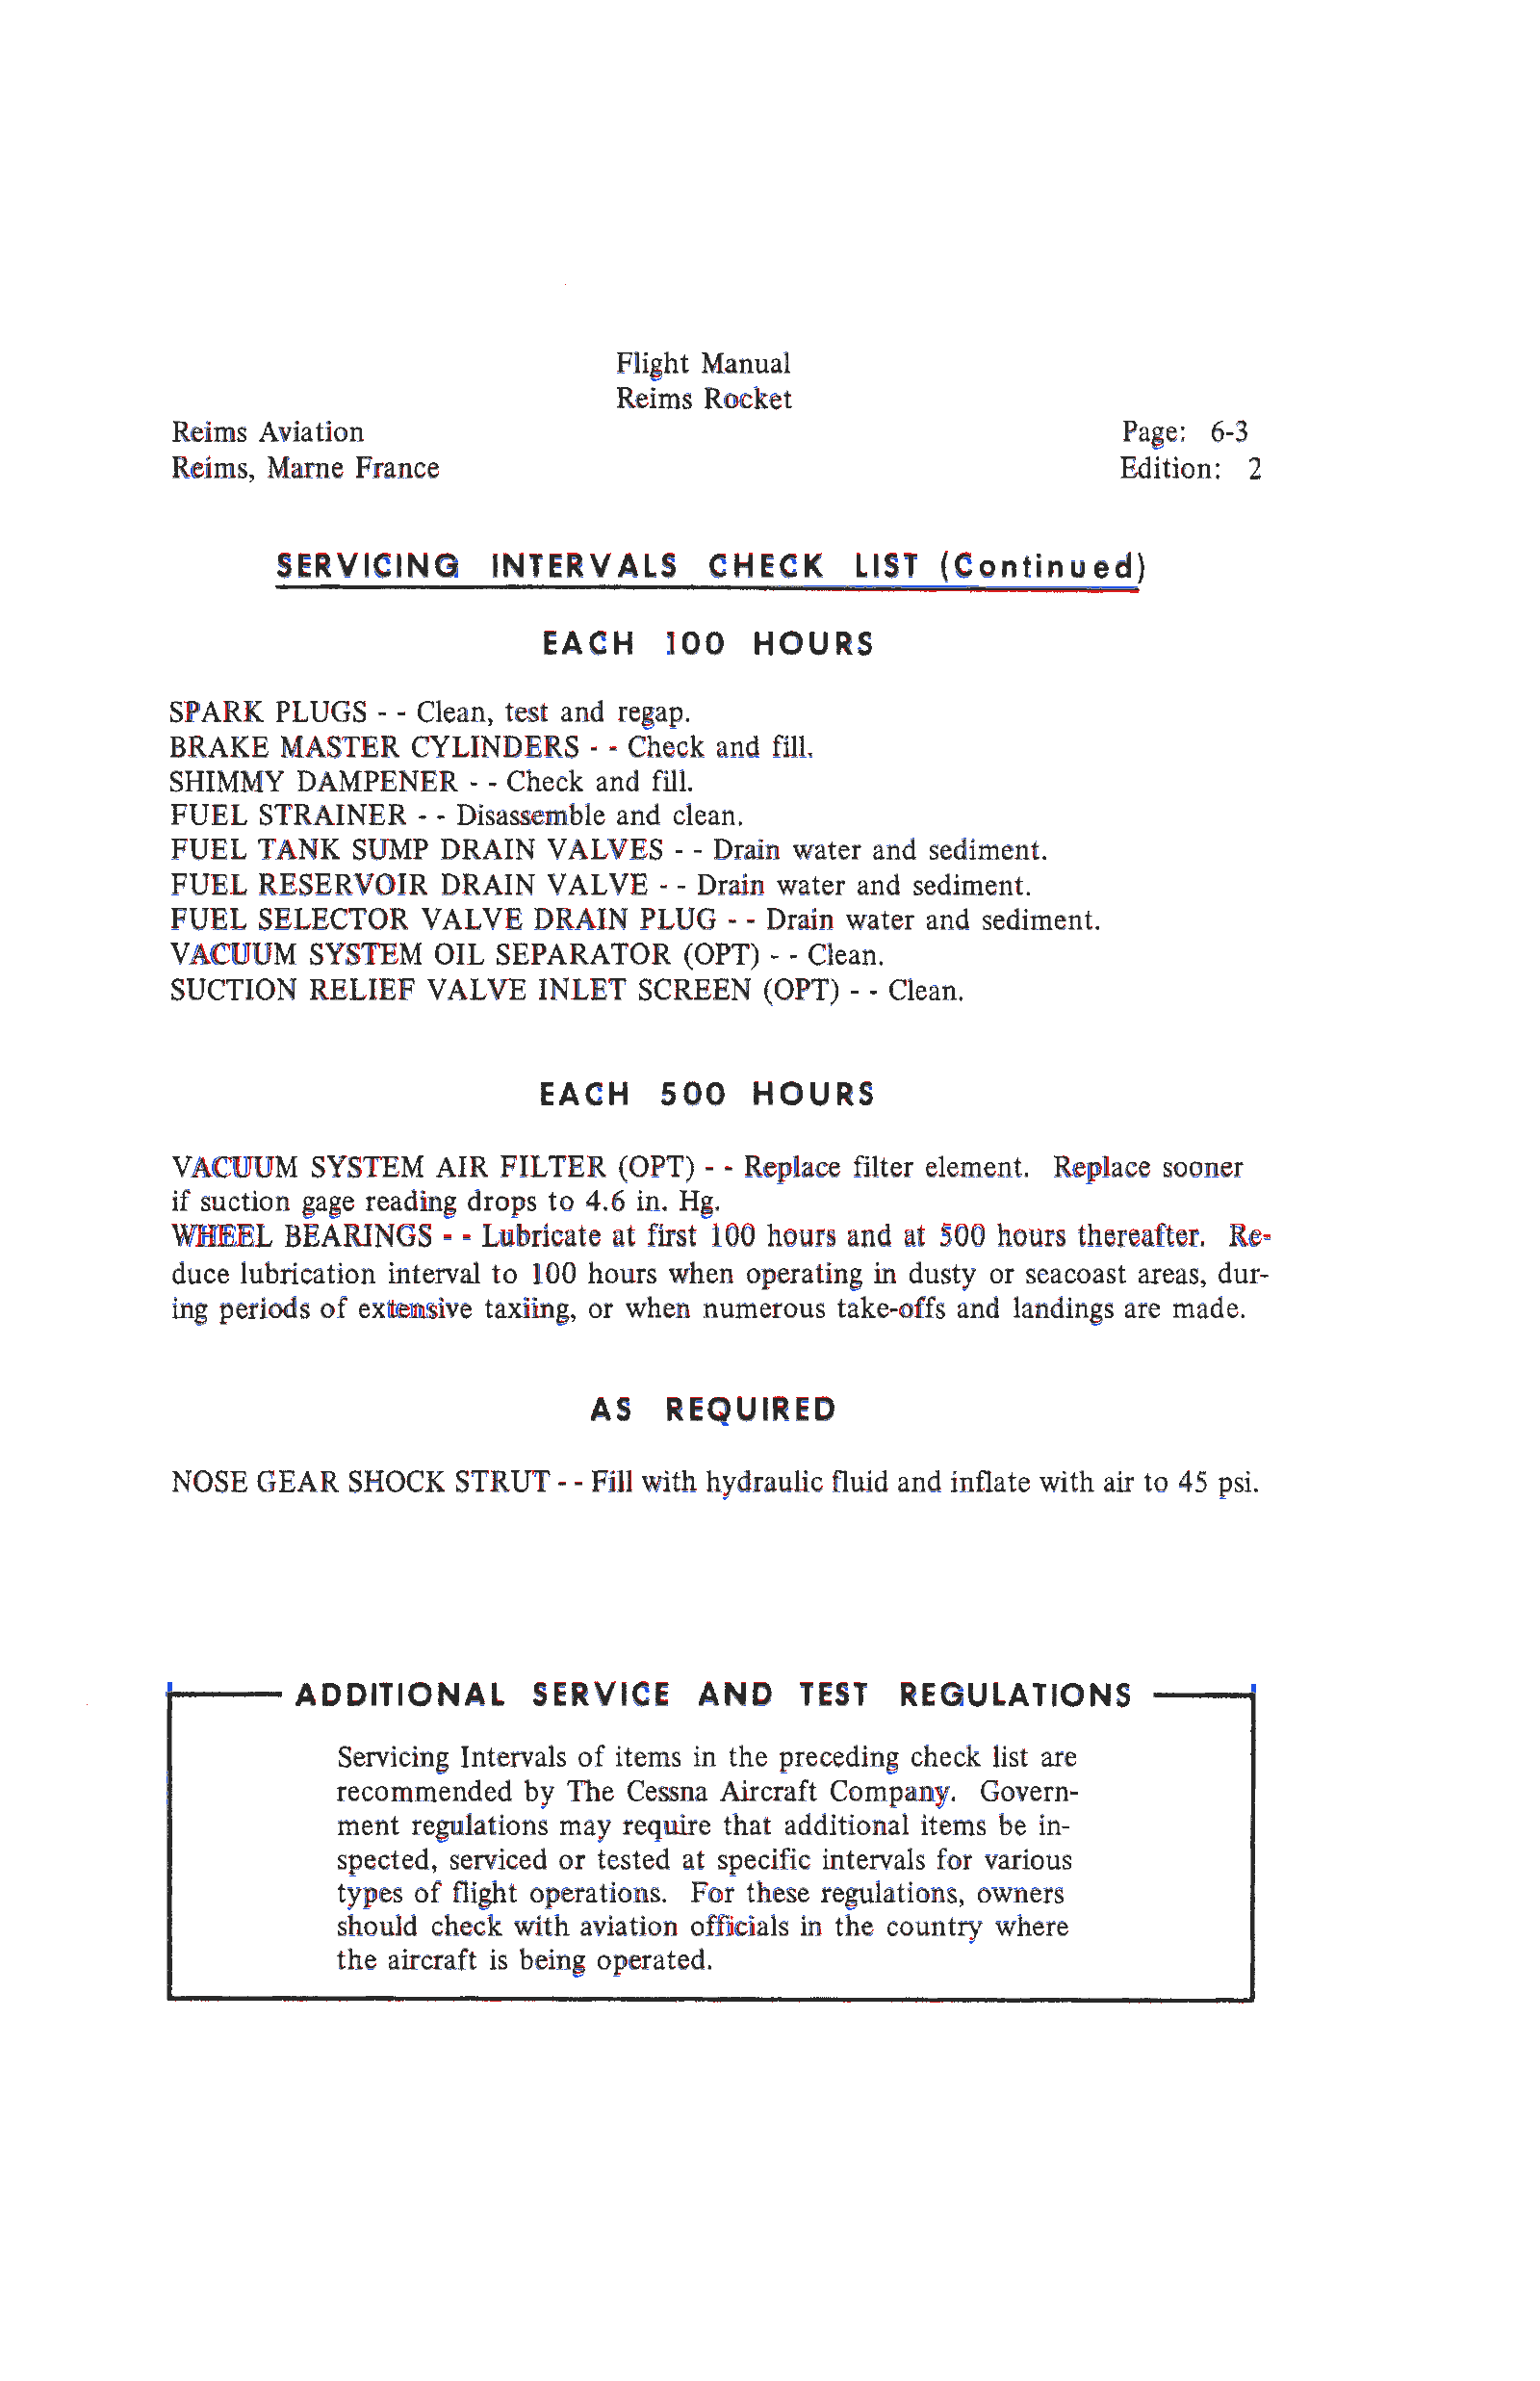 Flight Manual
Reims Rocket
Reims Aviation Page: 6-3
Reims, Marne France Edition: 2
SERVICING INTERVALS CHECK LIST (Continued)
EACH 100 HOURS
SPARK PLUGS - - Clean, test and regap.
BRAKE MASTER CYLINDERS - - Check and fill.
SHIMMY DAMPENER - - Check and fill.
FUEL STRAINER - - Disassemble and clean.
FUEL TANK SUMP DRAIN VALVES - - Drain water and sediment.
FUEL RESERVOIR DRAIN VALVE - - Drain water and sediment.
FUEL SELECTOR VALVE DRAIN PLUG - - Drain water and sediment.
VACUUM SYSTEM OIL SEPARATOR (OPT) - - Clean.
SUCTION RELIEF VALVE INLET SCREEN (OPT) - - Clean.
EACH 500 HOURS
VACUUM SYSTEM AIR FILTER (OPT) - - Replace filter element. Replace sooner
if suction gage reading drops to 4.6 in. Hg.
WHEEL BEARINGS - - Lubricate at first 100 hours and at 500 hours thereafter. Re-
duce lubrication interval to 100 hours when operating in dusty or seacoast areas, dur-
ing periods of extensive taxiing, or when numerous take-offs and landings are made.
AS REQUIRED
NOSE GEAR SHOCK STRUT - - Fill with hydraulic fluid and inflate with air to 45 psi.
ADDITIONAL SERVICE AND TEST REGULATIONS
Servicing Intervals of items in the preceding check list are
recommended by The Cessna Aircraft Company. Govern-
ment regulations may require that additional items be in-
spected, serviced or tested at specific intervals for various
types of flight operations. For these regulations, owners
should check with aviation officials in the country where
the aircraft is being operated.